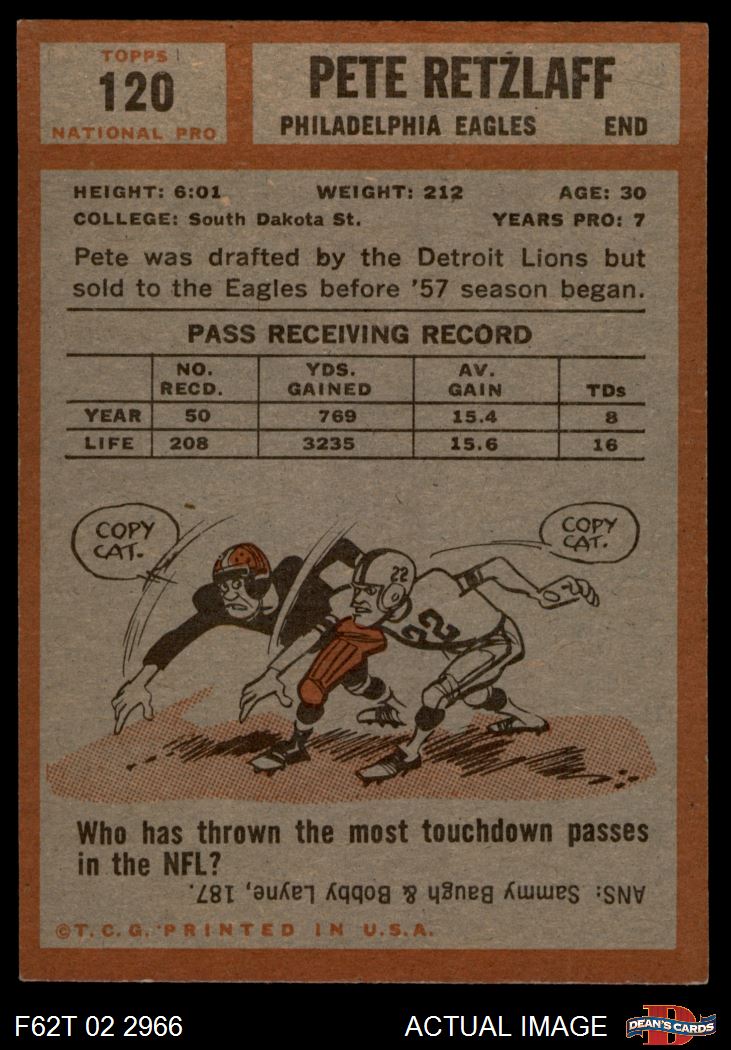 TOPPS
120
NATIONAL PRO
PETE RETZLAFF
PHILADELPHIA EAGLES END
HEIGHT: 6:01 WEIGHT: 212 AGE: 30
COLLEGE: South Dakota St. YEARS PRO: 7
Pete was drafted by the Detroit Lions but
sold to the Eagles before '57 season began.
PASS RECEIVING RECORD
NO. RECD. YDS. GAINED AV. GAIN TDs
YEAR 50 769 15.4 8
LIFE 208 3235 15.6 16
COPY
CAT.
COPY
CAT.
22
22
Who has thrown the most touchdown passes
in the NFL?
ANS: Sammy Baugh & Bobby Layne, 187.
©T.C.G. PRINTED IN U.S.A.
F62T 02 2966 ACTUAL IMAGE
D
DEAN'S CARDS